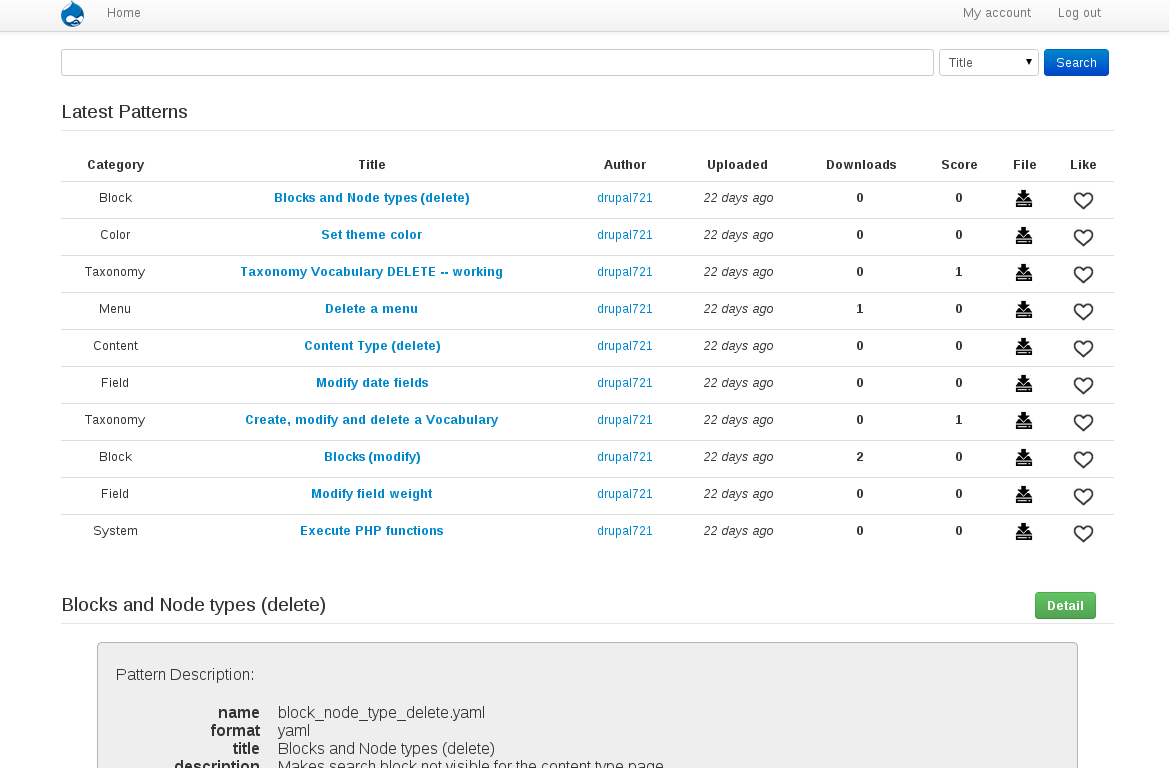 Home My account Log out
Title Search
Latest Patterns
Category Title Author Uploaded Downloads Score File Like
Block Blocks and Node types (delete) drupal721 22 days ago 0 0
Color Set theme color drupal721 22 days ago 0 0
Taxonomy Taxonomy Vocabulary DELETE -- working drupal721 22 days ago 0 1
Menu Delete a menu drupal721 22 days ago 1 0
Content Content Type (delete) drupal721 22 days ago 0 0
Field Modify date fields drupal721 22 days ago 0 0
Taxonomy Create, modify and delete a Vocabulary drupal721 22 days ago 0 1
Block Blocks (modify) drupal721 22 days ago 2 0
Field Modify field weight drupal721 22 days ago 0 0
System Execute PHP functions drupal721 22 days ago 0 0
Blocks and Node types (delete) Detail
Pattern Description:
name block_node_type_delete.yaml
format yaml
title Blocks and Node types (delete)
description Makes search block not visible for the content type page